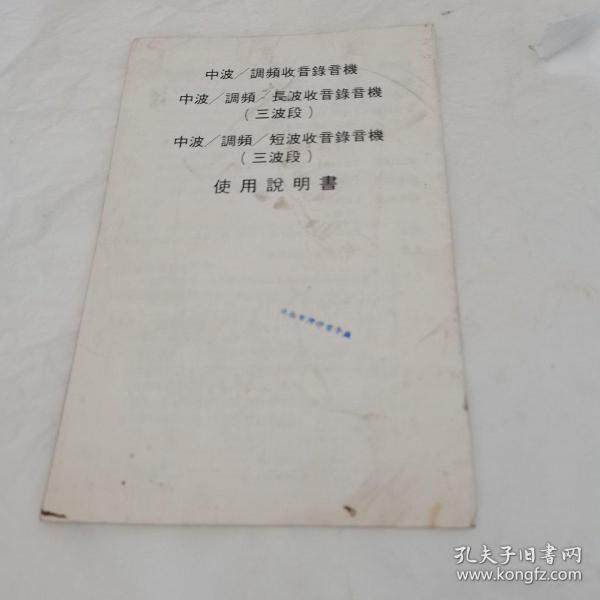 中波／調頻收音錄音機
中波／調頻／長波收音錄音機
（三波段）
中波／調頻／短波收音錄音機
（三波段）
使用說明書
孔夫子旧书网
www.kongfz.com